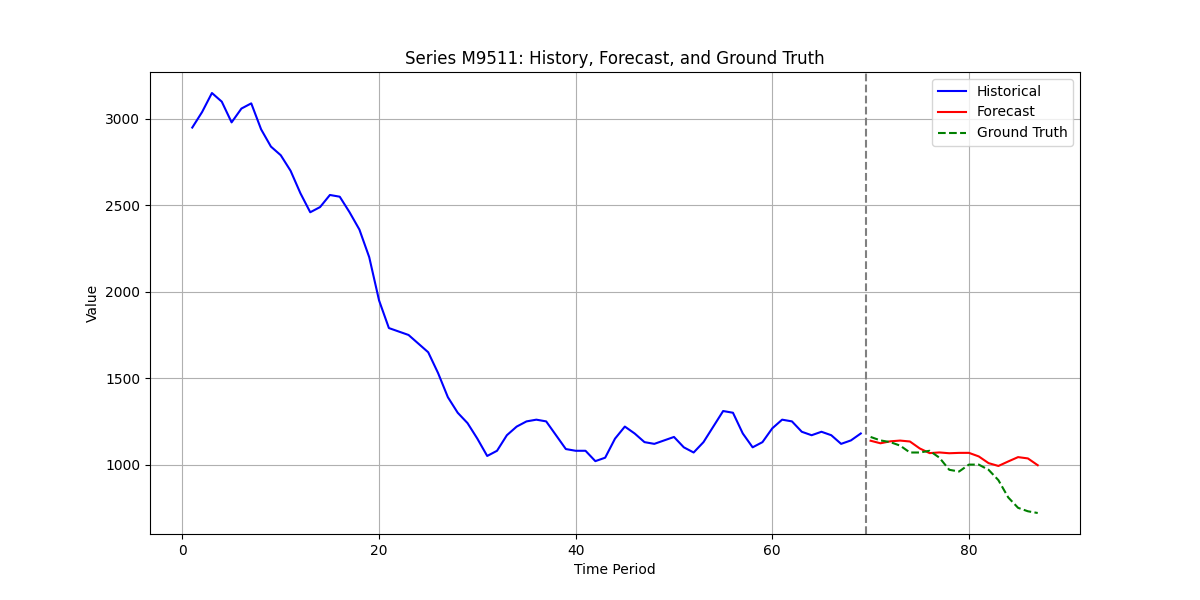 Series M9511: History, Forecast, and Ground Truth
Historical
Forecast
Ground Truth
3000
2500
2000
1500
1000
Value
0 20 40 60 80
Time Period